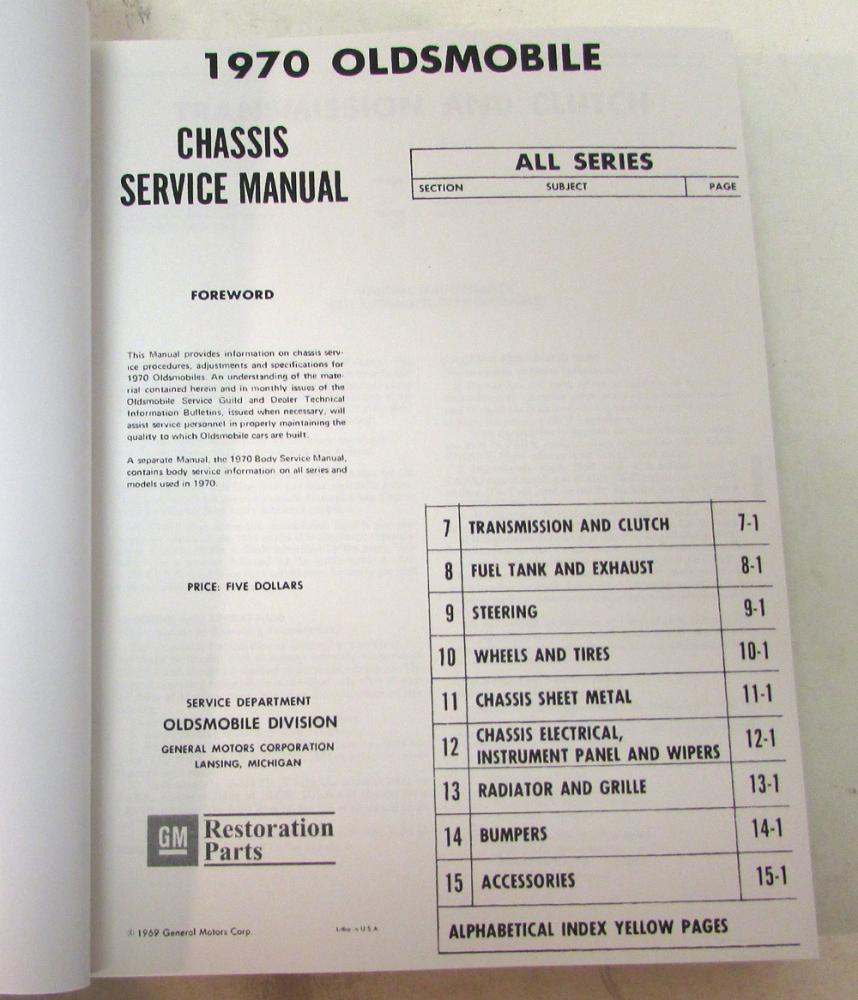 1970 OLDSMOBILE
CHASSIS
SERVICE MANUAL
FOREWORD
This Manual provides information on chassis serv-
ice procedures, adjustments and specifications for
1970 Oldsmobiles. An understanding of the mate-
rial contained herein and in monthly issues of the
Oldsmobile Service Guild and Dealer Technical
Information Bulletins, issued when necessary, will
assist service personnel in properly maintaining the
quality to which Oldsmobile cars are built.
A separate Manual, the 1970 Body Service Manual,
contains body service information on all series and
models used in 1970.
PRICE: FIVE DOLLARS
SERVICE DEPARTMENT
OLDSMOBILE DIVISION
GENERAL MOTORS CORPORATION
LANSING, MICHIGAN
GM Restoration
Parts
© 1969 General Motors Corp.
U S A
ALL SERIES
SECTION SUBJECT PAGE
7 TRANSMISSION AND CLUTCH 7-1
8 FUEL TANK AND EXHAUST 8-1
9 STEERING 9-1
10 WHEELS AND TIRES 10-1
11 CHASSIS SHEET METAL 11-1
12 CHASSIS ELECTRICAL,
INSTRUMENT PANEL AND WIPERS 12-1
13 RADIATOR AND GRILLE 13-1
14 BUMPERS 14-1
15 ACCESSORIES 15-1
ALPHABETICAL INDEX YELLOW PAGES